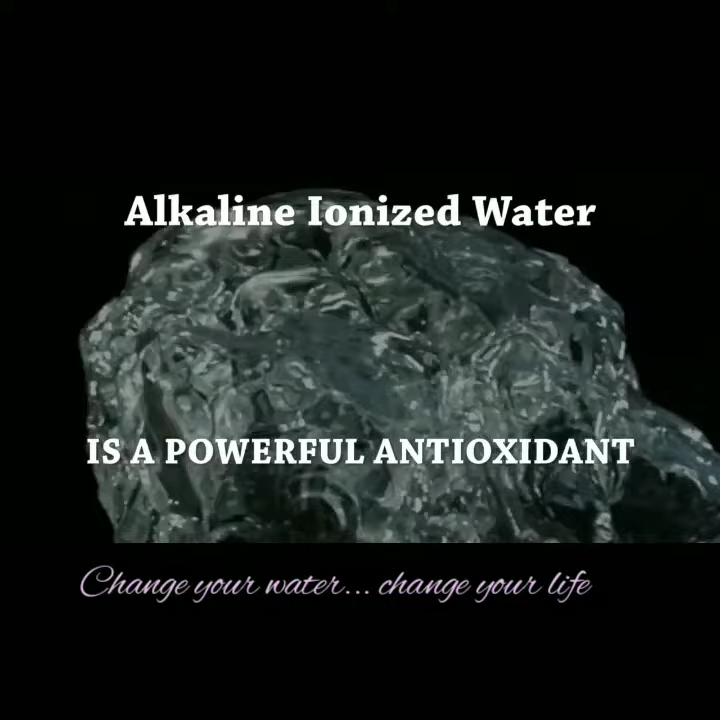 Alkaline Ionized Water
IS A POWERFUL ANTIOXIDANT
Change your water... change your life